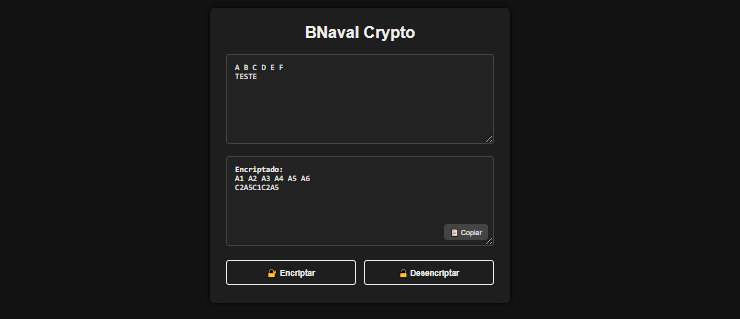 BNaval Crypto
A B C D E F
TESTE
Encriptado:
A1 A2 A3 A4 A5 A6
C2A5C1C2A5
Copiar
Encriptar
Desencriptar